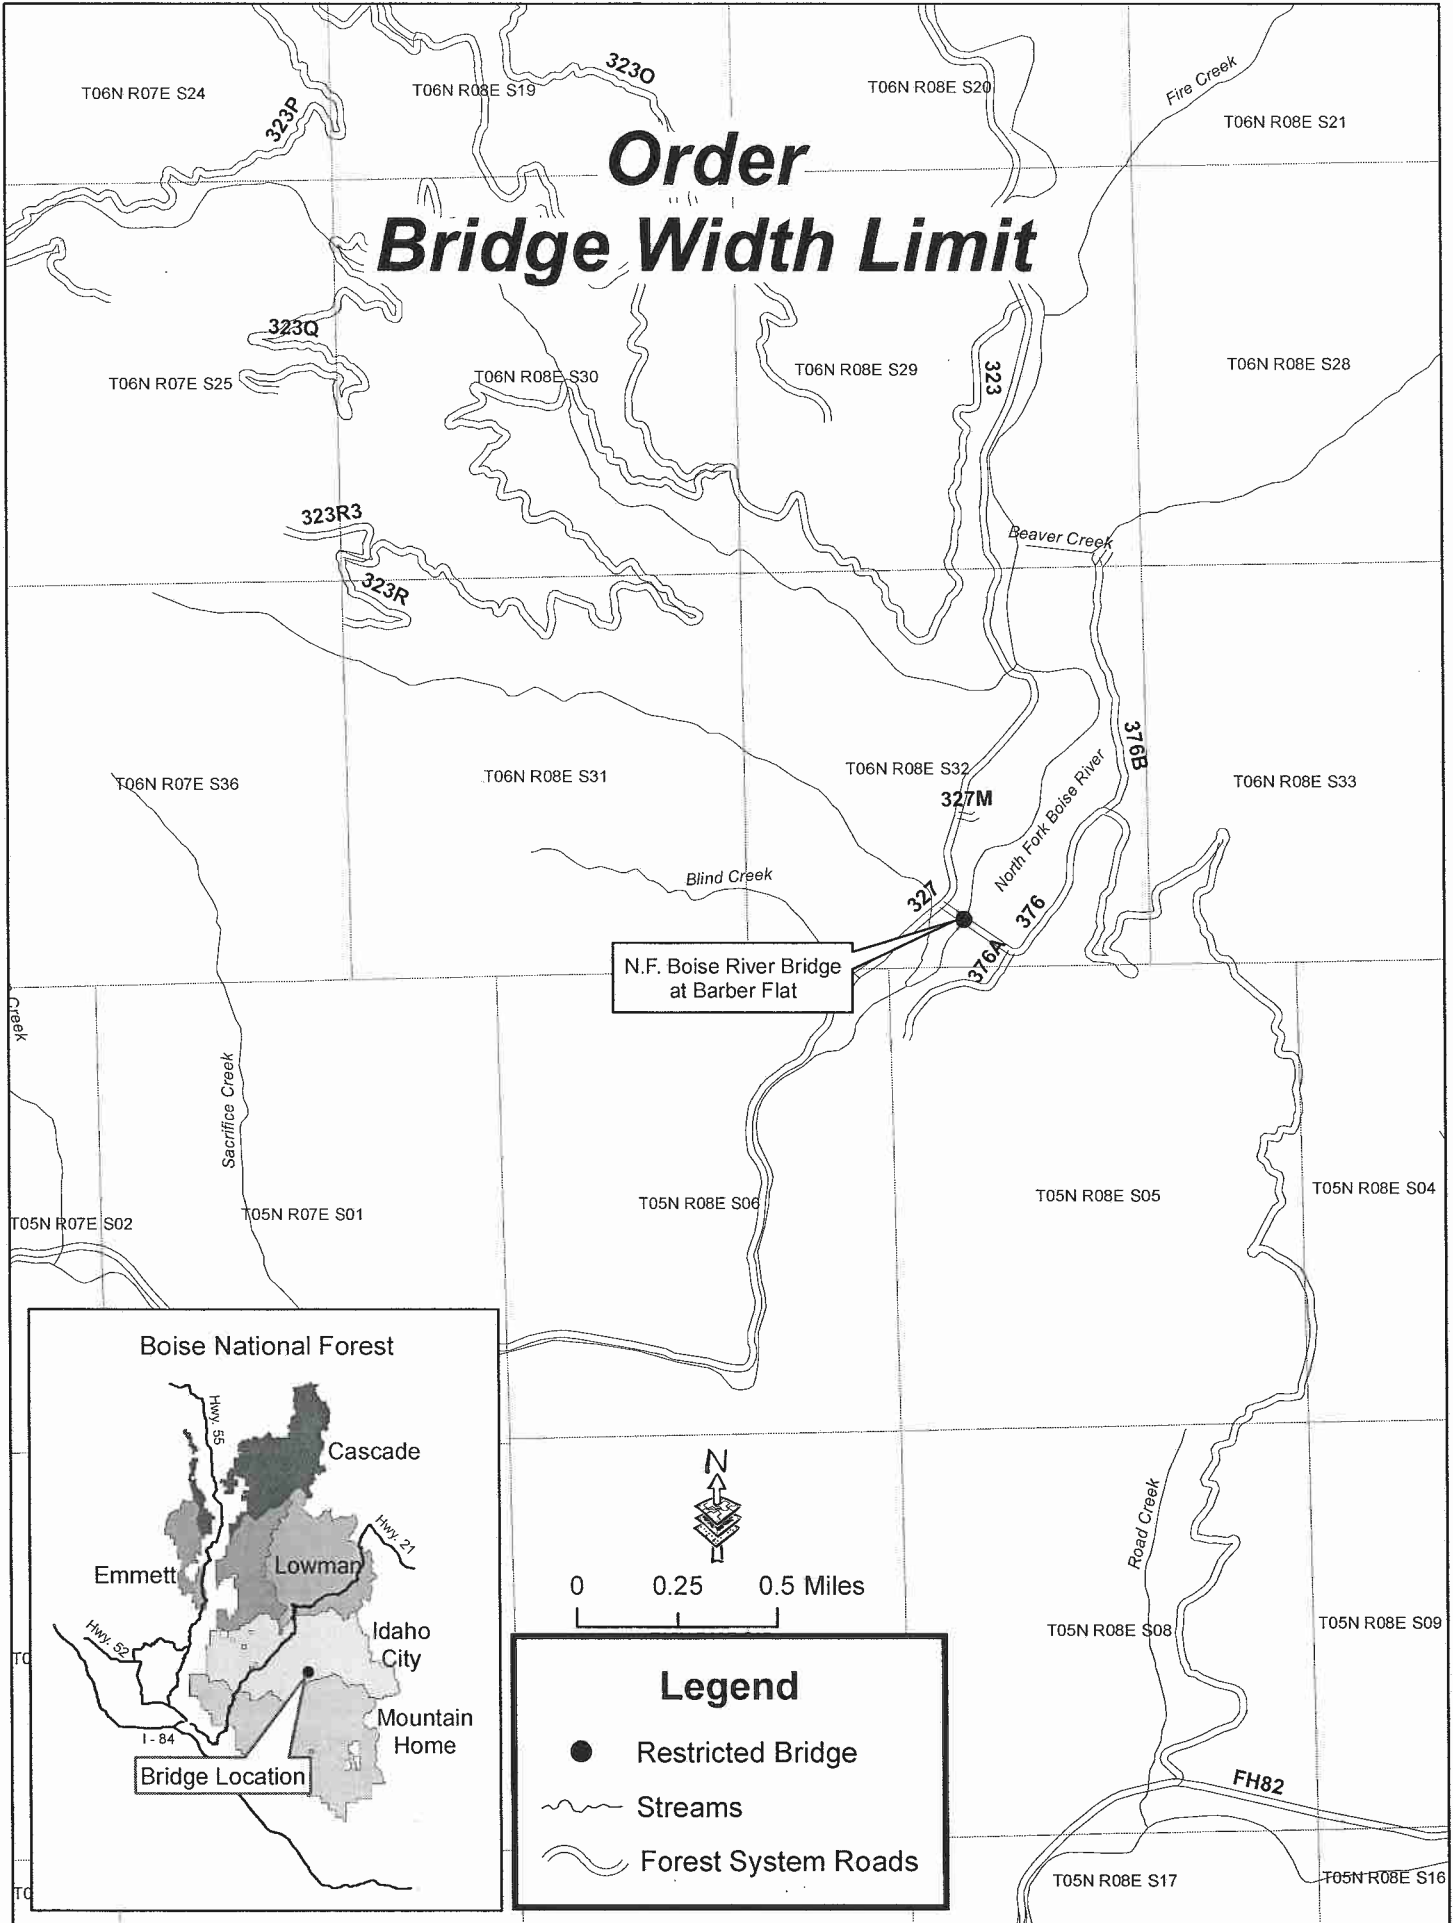 T06N R07E S24
323P
T06N R08E S19
323O
T06N R08E S20
Fire Creek
T06N R08E S21
Order
Bridge Width Limit
323Q
T06N R07E S25
T06N R08E S30
T06N R08E S29
323
T06N R08E S28
323R3
323R
Beaver Creek
T06N R07E S36
T06N R08E S31
T06N R08E S32
327M
North Fork Boise River
376B
T06N R08E S33
Blind Creek
327
376
376A
N.F. Boise River Bridge
at Barber Flat
Creek
Sacrifice Creek
T05N R07E S02
T05N R07E S01
T05N R08E S06
T05N R08E S05
T05N R08E S04
Boise National Forest
Hwy. 55
Cascade
Hwy. 21
Lowman
Emmett
Hwy. 52
Idaho
City
Mountain
Home
I - 84
Bridge Location
N
0 0.25 0.5 Miles
Road Creek
T05N R08E S08
T05N R08E S09
Legend
Restricted Bridge
Streams
Forest System Roads
FH82
T05N R08E S17
T05N R08E S16